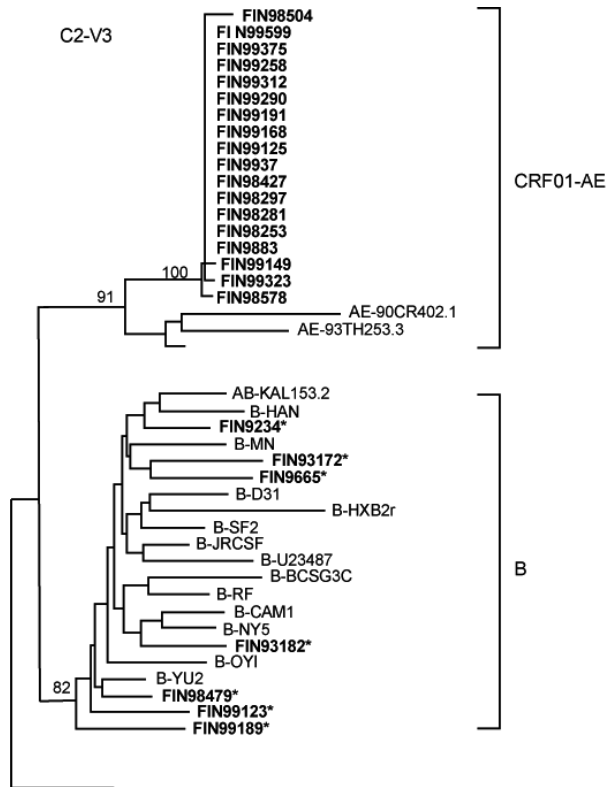 C2-V3
FIN98504
FI N99599
FIN99375
FIN99258
FIN99312
FIN99290
FIN99191
FIN99168
FIN99125
FIN9937
FIN98427
FIN98297
FIN98281
FIN98253
FIN9883
FIN99149
FIN99323
FIN98578
100
91
AE-90CR402.1
AE-93TH253.3
CRF01-AE
AB-KAL153.2
B-HAN
FIN9234*
B-MN
FIN93172*
FIN9665*
B-D31
B-HXB2r
B-SF2
B-JRCSF
B-U23487
B-BCSG3C
B-RF
B-CAM1
B-NY5
FIN93182*
B-OYI
B-YU2
82
FIN98479*
FIN99123*
FIN99189*
B